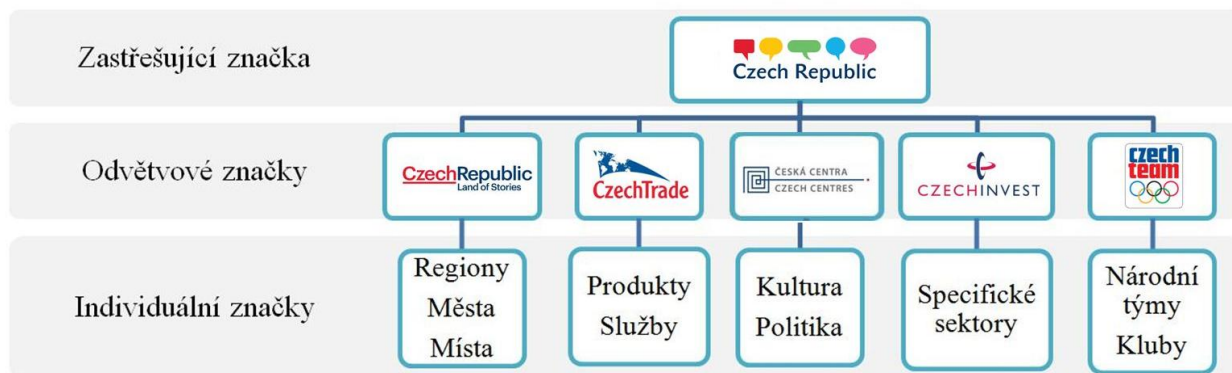 Zastřešující značka
Czech Republic
Odvětvové značky
CzechRepublic
Land of Stories
CzechTrade
ČESKÁ CENTRA
CZECH CENTRES
CZECHINVEST
czech
team
Individuální značky
Regiony
Města
Místa
Produkty
Služby
Kultura
Politika
Specifické
sektory
Národní
týmy
Kluby